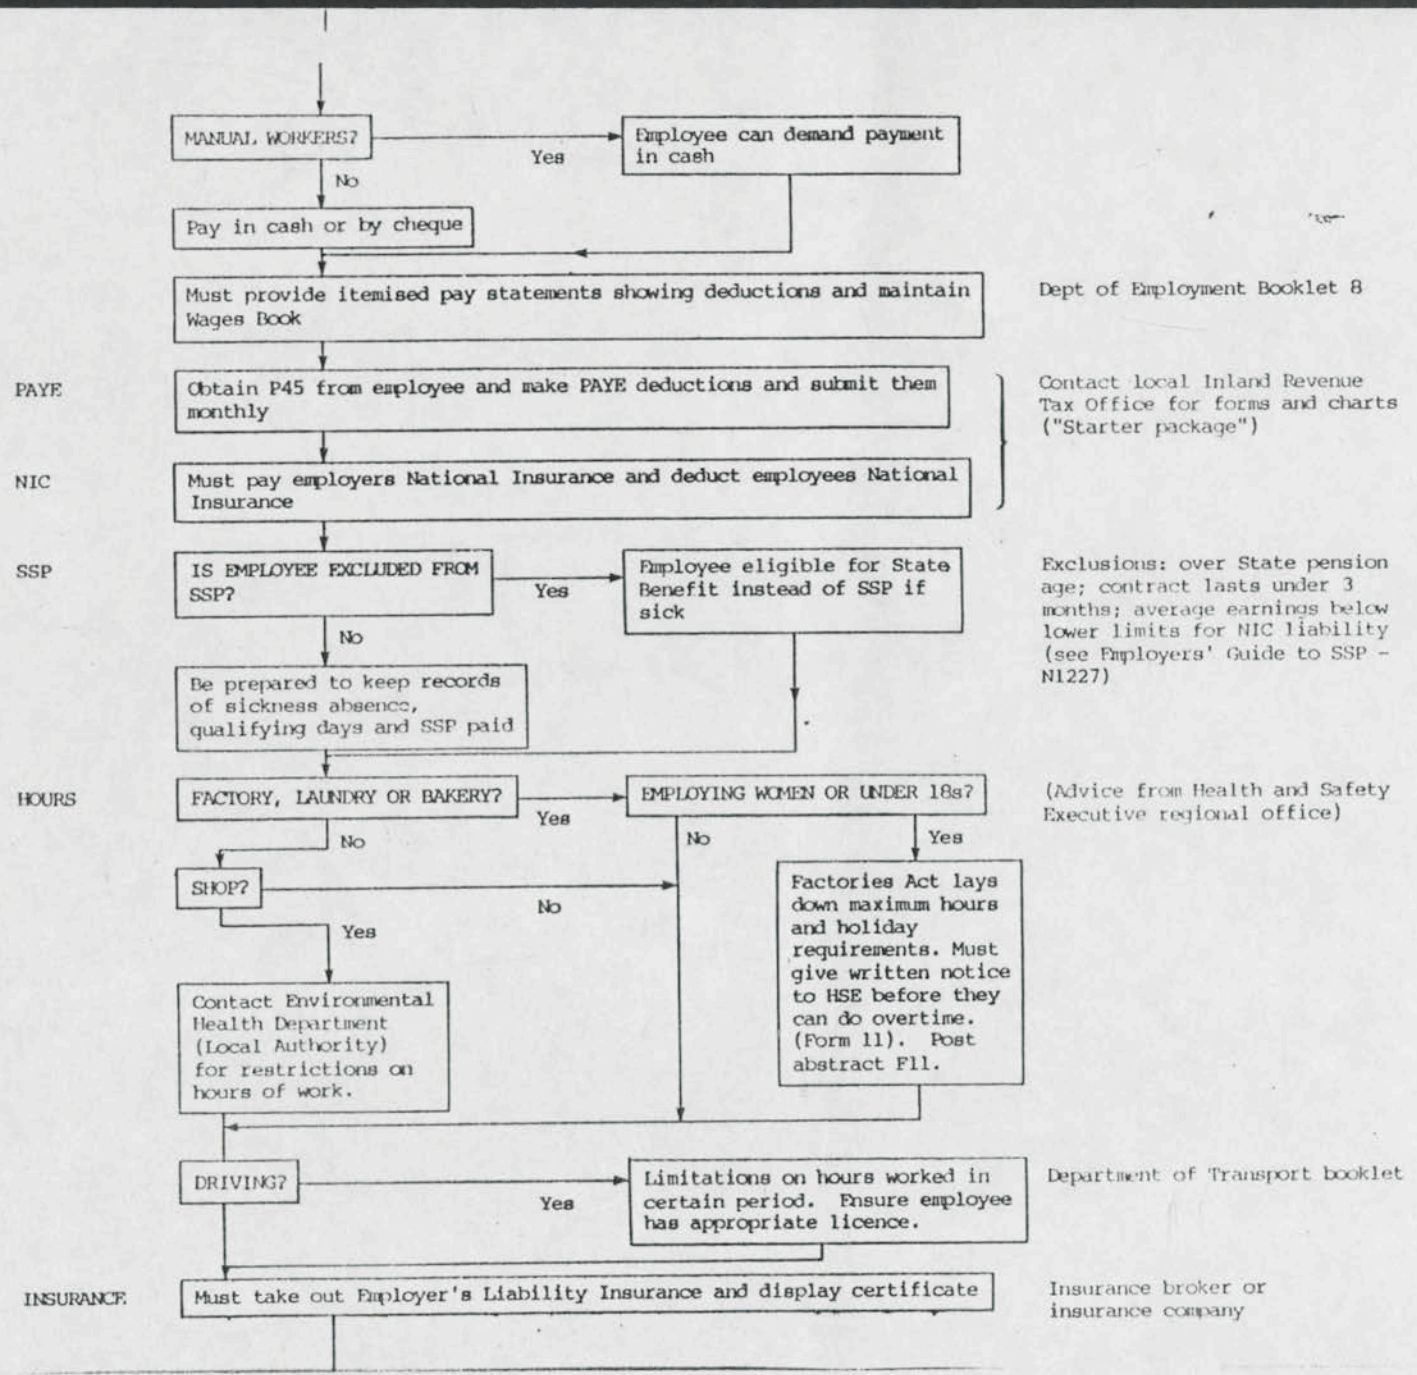 MANUAL WORKERS?
Yes
Employee can demand payment
in cash
No
Pay in cash or by cheque
Must provide itemised pay statements showing deductions and maintain
Wages Book
Dept of Employment Booklet 8
PAYE
Obtain P45 from employee and make PAYE deductions and submit them
monthly
Contact local Inland Revenue
Tax Office for forms and charts
("Starter package")
NIC
Must pay employers National Insurance and deduct employees National
Insurance
SSP
IS EMPLOYEE EXCLUDED FROM
SSP?
Yes
Employee eligible for State
Benefit instead of SSP if
sick
Exclusions: over State pension
age; contract lasts under 3
months; average earnings below
lower limits for NIC liability
(see Employers' Guide to SSP -
N1227)
No
Be prepared to keep records
of sickness absence,
qualifying days and SSP paid
HOURS
FACTORY, LAUNDRY OR BAKERY?
Yes
EMPLOYING WOMEN OR UNDER 18s?
(Advice from Health and Safety
Executive regional office)
No
No
Yes
SHOP?
No
Factories Act lays
down maximum hours
and holiday
requirements. Must
give written notice
to HSE before they
can do overtime.
(Form 11). Post
abstract F11.
Yes
Contact Environmental
Health Department
(Local Authority)
for restrictions on
hours of work.
DRIVING?
Yes
Limitations on hours worked in
certain period. Ensure employee
has appropriate licence.
Department of Transport booklet
INSURANCE
Must take out Employer's Liability Insurance and display certificate
Insurance broker or
insurance company